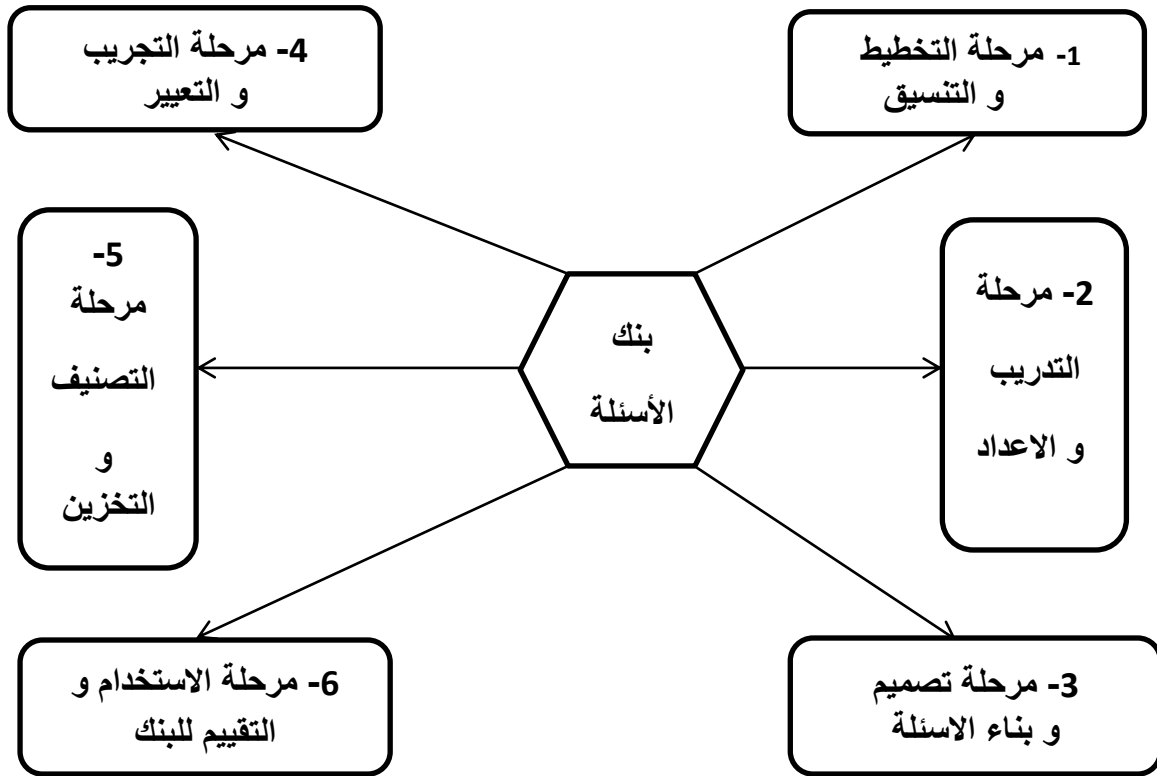 1- مرحلة التخطيط
و التنسيق
2- مرحلة
التدريب
و الاعداد
3- مرحلة تصميم
و بناء الاسئلة
4- مرحلة التجريب
و التعيير
5-
مرحلة
التصنيف
و
التخزين
6- مرحلة الاستخدام و
التقييم للبنك
بنك
الأسئلة